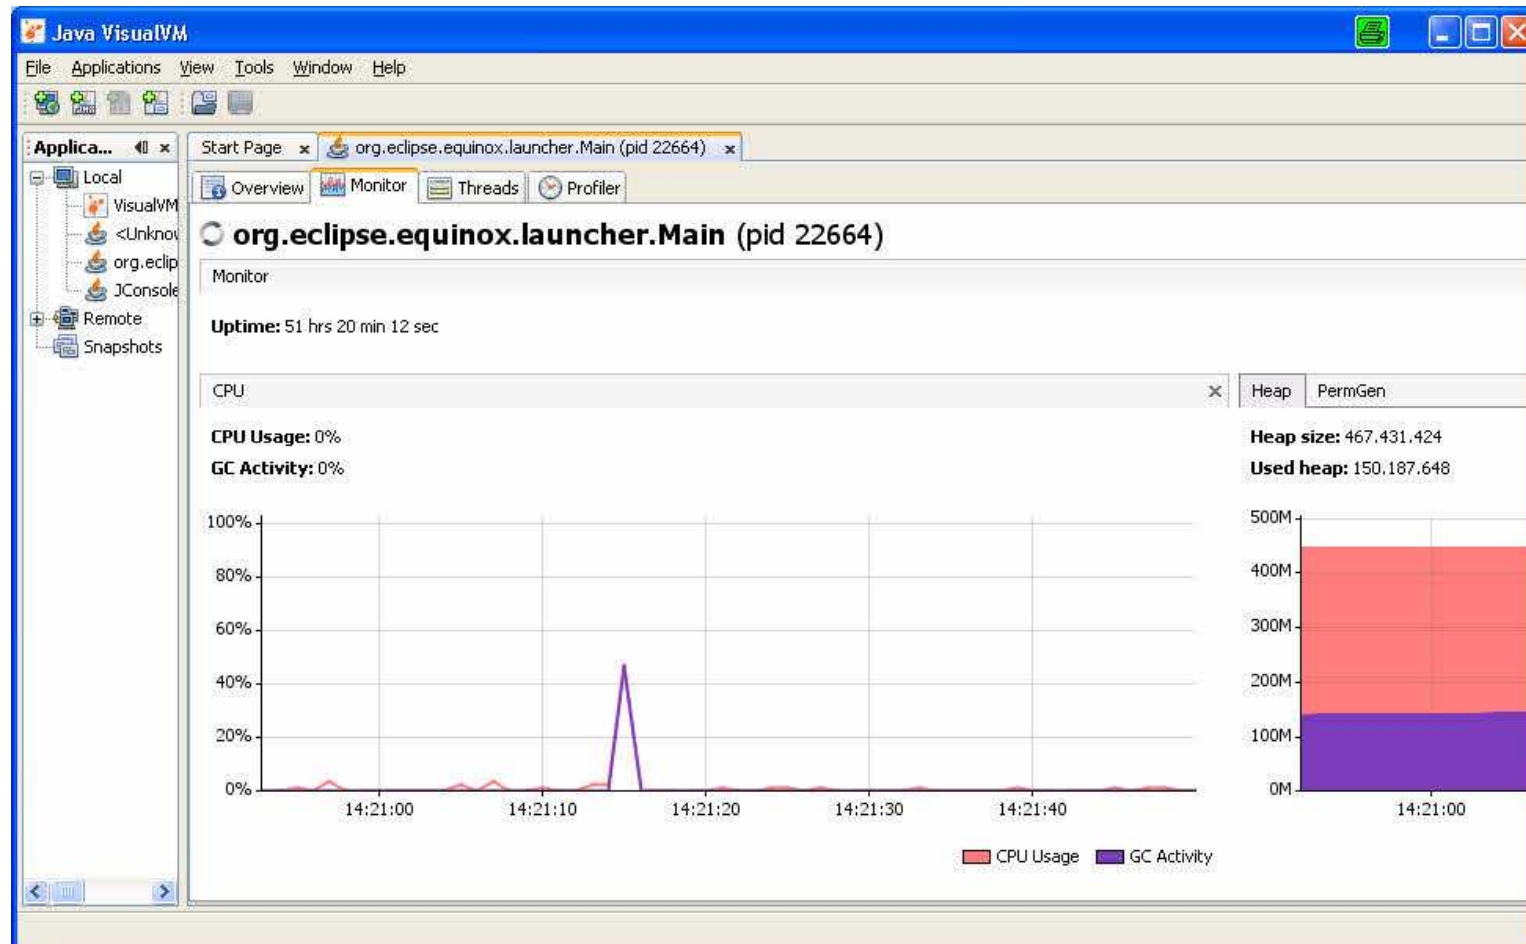 Java VisualVM
File Applications View Tools Window Help
Applica...
Start Page
org.eclipse.equinox.launcher.Main (pid 22664)
Local
VisualVM
<Unknov
org.eclip
JConsole
Remote
Snapshots
Overview Monitor Threads Profiler
org.eclipse.equinox.launcher.Main (pid 22664)
Monitor
Uptime: 51 hrs 20 min 12 sec
CPU
CPU Usage: 0%
GC Activity: 0%
100%
80%
60%
40%
20%
0%
14:21:00 14:21:10 14:21:20 14:21:30 14:21:40
CPU Usage GC Activity
Heap PermGen
Heap size: 467.431.424
Used heap: 150.187.648
500M
400M
300M
200M
100M
0M
14:21:00